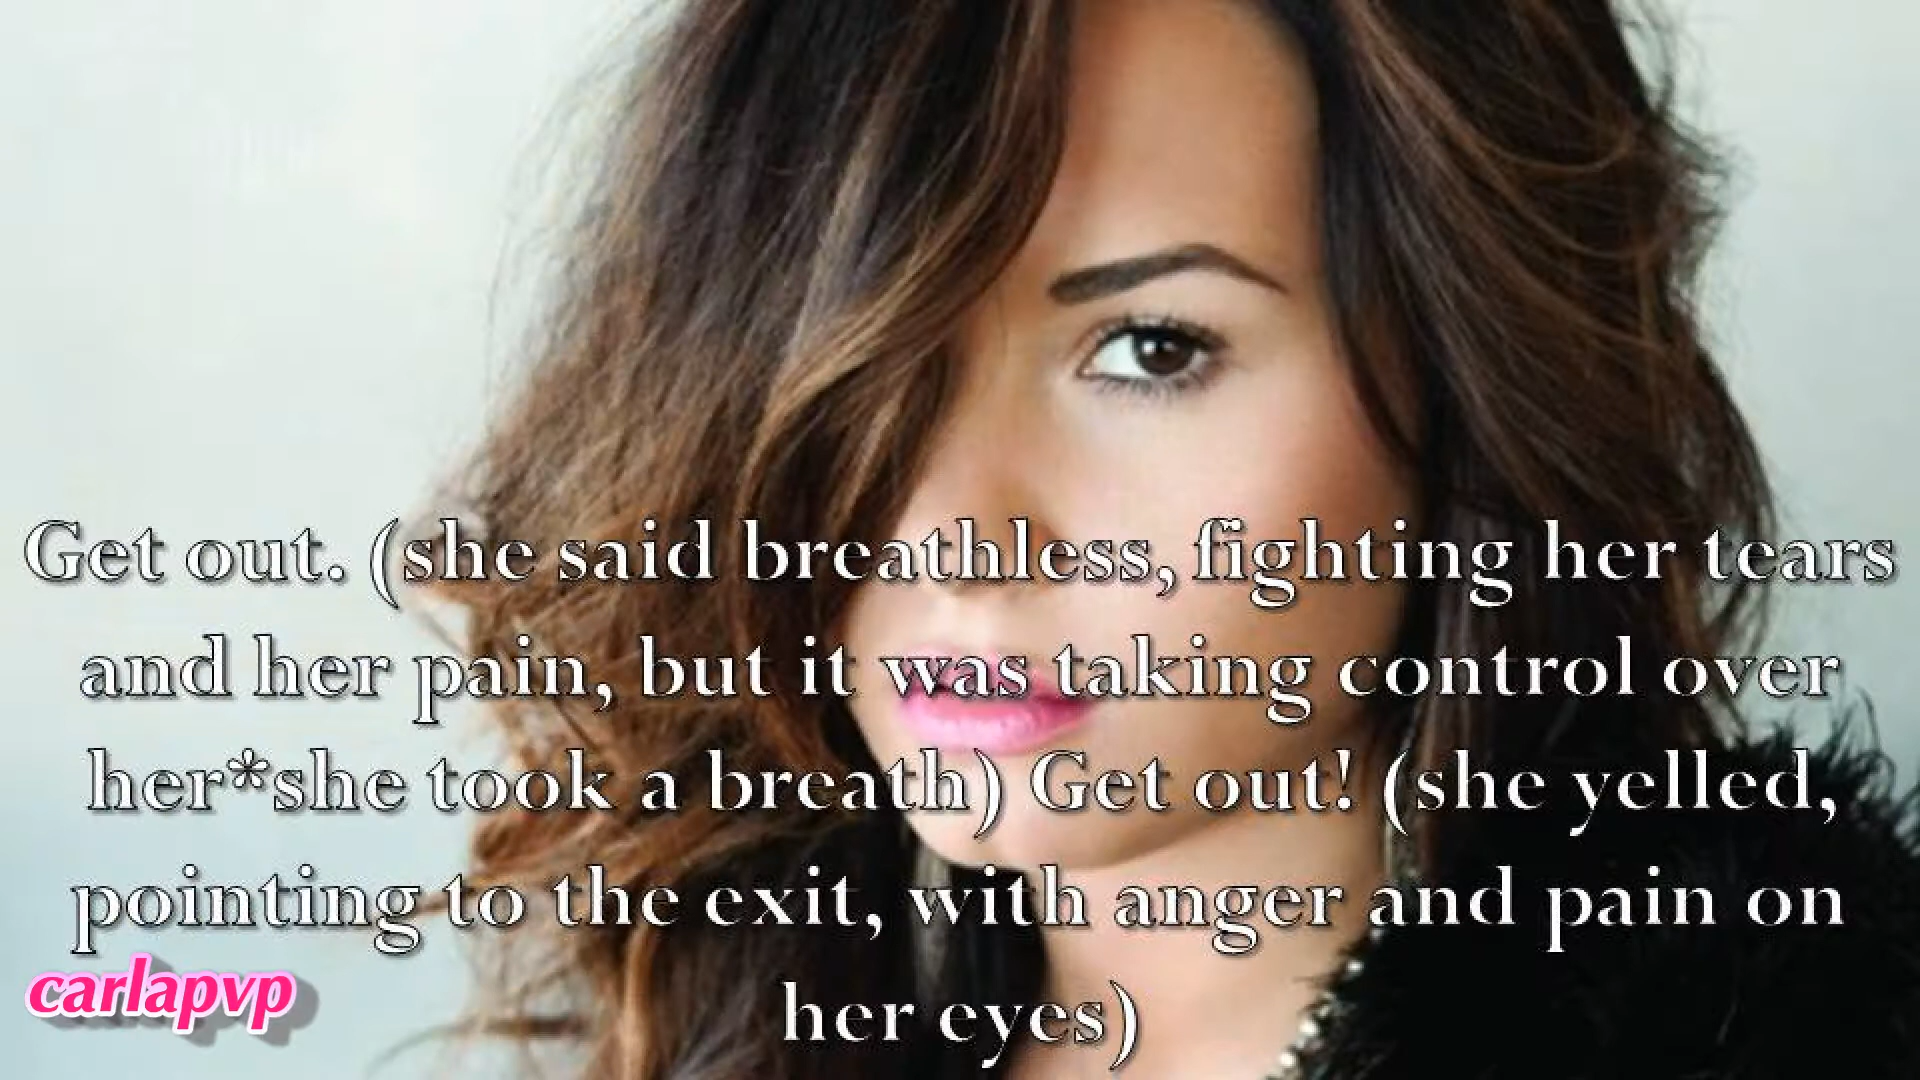 Get out. (she said breathless, fighting her tears
and her pain, but it was taking control over
her*she took a breath) Get out! (she yelled,
pointing to the exit, with anger and pain on
her eyes)
carlapvp